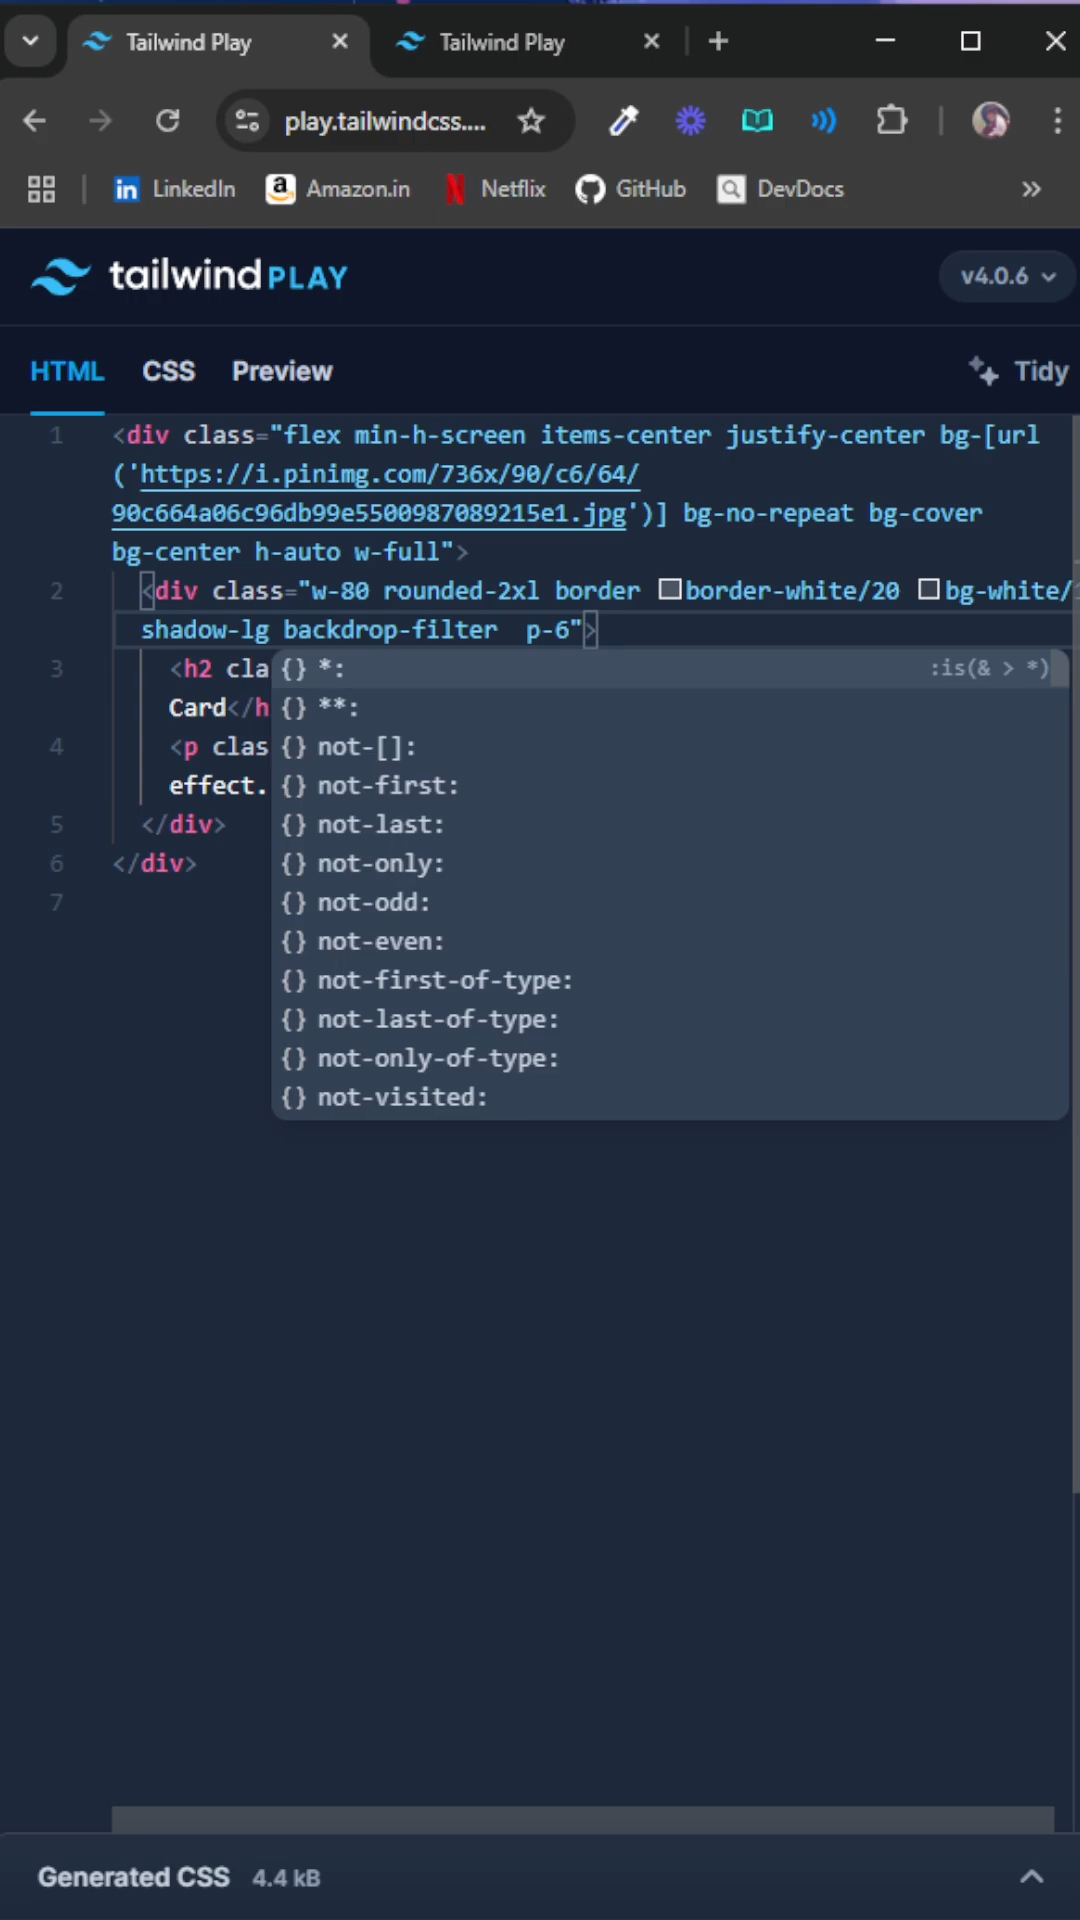 Tailwind Play
Tailwind Play
play.tailwindcss....
LinkedIn
Amazon.in
Netflix
GitHub
DevDocs
tailwind PLAY
v4.0.6
HTML CSS Preview
Tidy
1 <div class="flex min-h-screen items-center justify-center bg-[url
('https://i.pinimg.com/736x/90/c6/64/
90c664a06c96db99e5500987089215e1.jpg')] bg-no-repeat bg-cover
bg-center h-auto w-full">
2 <div class="w-80 rounded-2xl border border-white/20 bg-white/
shadow-lg backdrop-filter  p-6">
3 <h2 cla
Card</h
4 <p clas
effect.
5 </div>
6 </div>
7
{} *: :is(& > *)
{} **:
{} not-[]:
{} not-first:
{} not-last:
{} not-only:
{} not-odd:
{} not-even:
{} not-first-of-type:
{} not-last-of-type:
{} not-only-of-type:
{} not-visited:
Generated CSS 4.4 kB